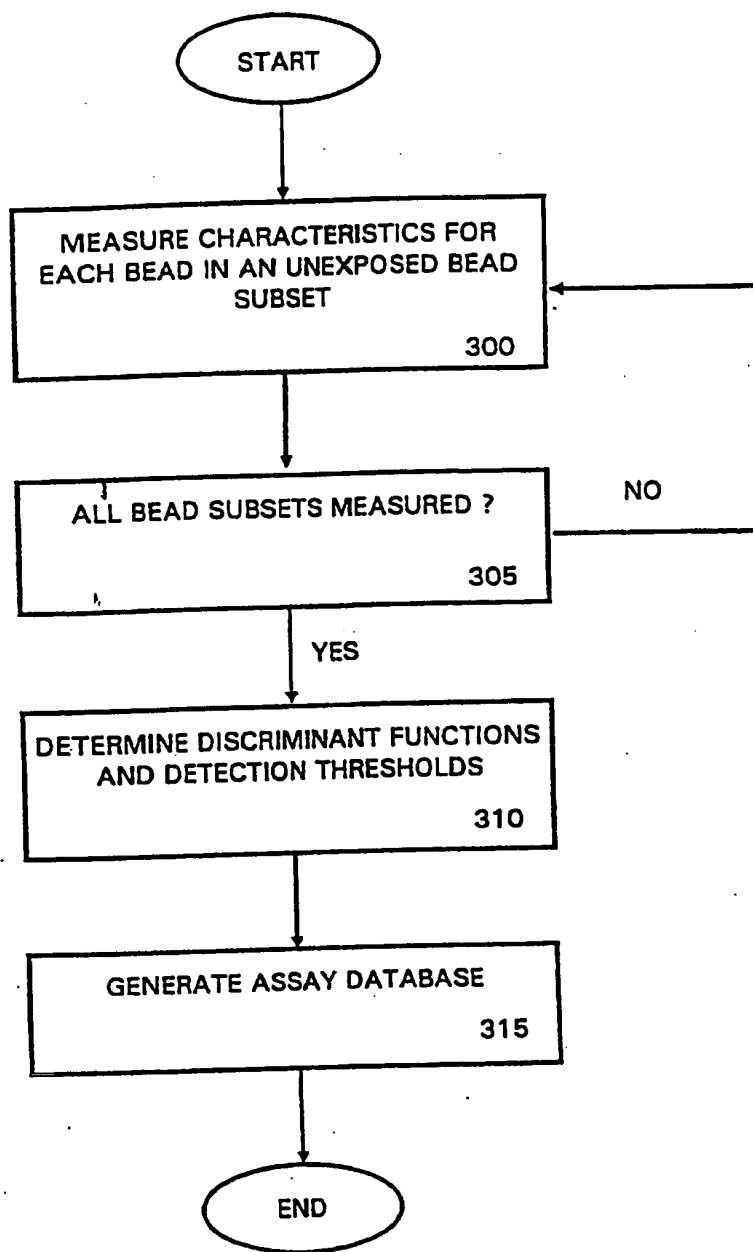 START
MEASURE CHARACTERISTICS FOR
EACH BEAD IN AN UNEXPOSED BEAD
SUBSET
300
ALL BEAD SUBSETS MEASURED ?
NO
305
YES
DETERMINE DISCRIMINANT FUNCTIONS
AND DETECTION THRESHOLDS
310
GENERATE ASSAY DATABASE
315
END